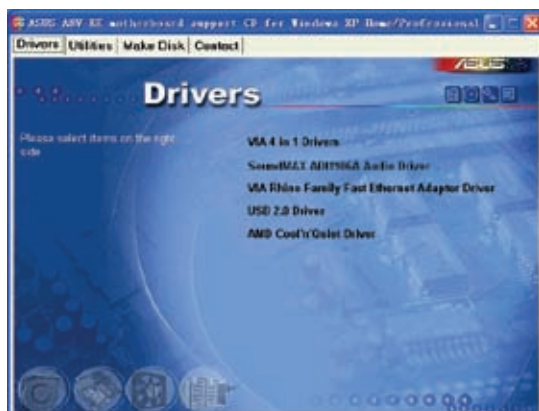 ASUS A8V-XE motherboard support CD for Windows XP Home/Professional
Drivers Utilities Make Disk Contact
ASUS
Drivers
Please select items on the right side
VIA 4 in 1 Drivers
SoundMAX ADI1986A Audio Driver
VIA Rhine Family Fast Ethernet Adaptor Driver
USB 2.0 Driver
AMD Cool'n'Quiet Driver